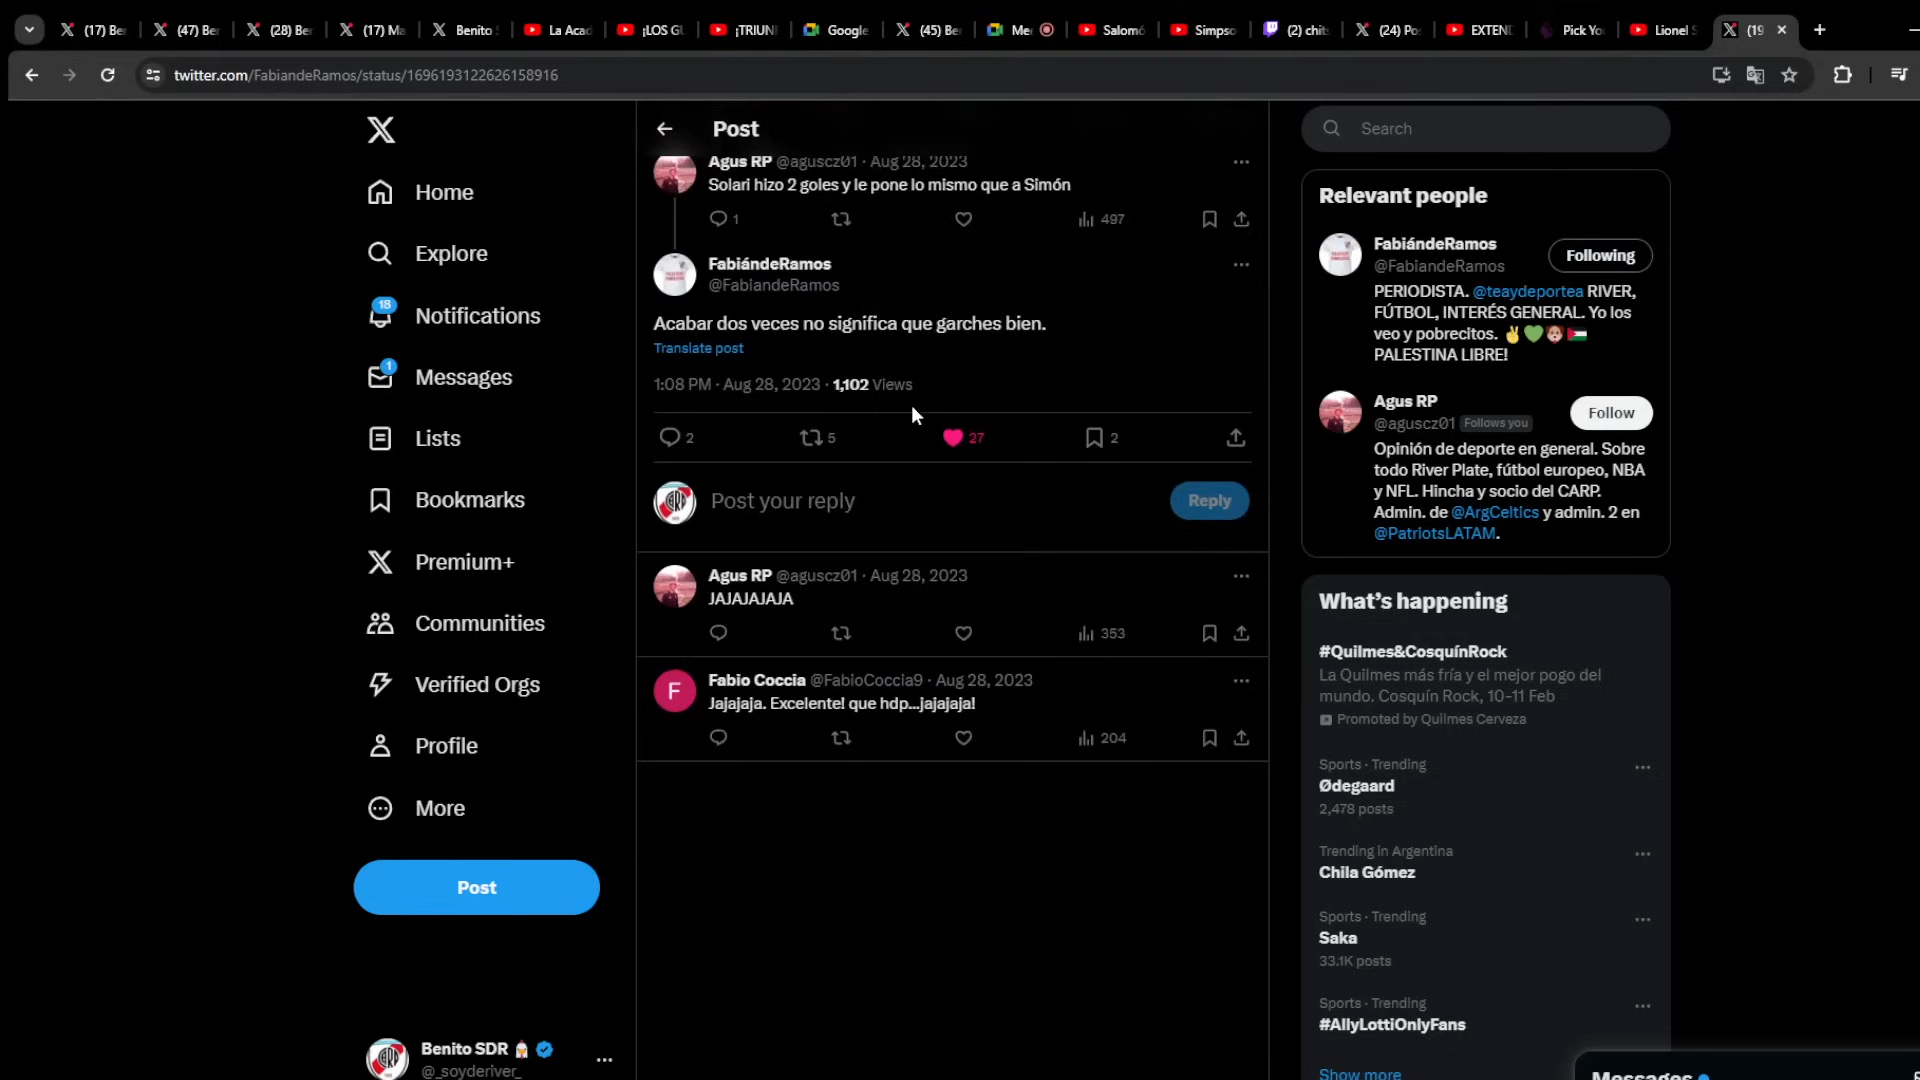 (17) Be
(47) Be
(28) Be
(17) Ma
Benito S
La Acad
¡LOS GU
¡TRIUN
Google
(45) Be
Me
Salomó
Simpso
(2) chit
(24) Po
EXTEN
Pick Yo
Lionel S
(19
twitter.com/FabiandeRamos/status/1696193122626158916
Post
Search
Home
Explore
18
Notifications
1
Messages
Lists
Bookmarks
Premium+
Communities
Verified Orgs
Profile
More
Post
Benito SDR
@_soyderiver_
Agus RP @aguscz01 · Aug 28, 2023
Solari hizo 2 goles y le pone lo mismo que a Simón
1
497
FabiándeRamos
@FabiandeRamos
Acabar dos veces no significa que garches bien.
Translate post
1:08 PM · Aug 28, 2023 · 1,102 Views
2
5
27
2
Post your reply
Reply
Agus RP @aguscz01 · Aug 28, 2023
JAJAJAJAJA
353
F
Fabio Coccia @FabioCoccia9 · Aug 28, 2023
Jajajaja. Excelente! que hdp...jajajaja!
204
Relevant people
FabiándeRamos
@FabiandeRamos
Following
PERIODISTA. @teaydeportea RIVER,
FÚTBOL, INTERÉS GENERAL. Yo los
veo y pobrecitos.
PALESTINA LIBRE!
Agus RP
@aguscz01 Follows you
Follow
Opinión de deporte en general. Sobre
todo River Plate, fútbol europeo, NBA
y NFL. Hincha y socio del CARP.
Admin. de @ArgCeltics y admin. 2 en
@PatriotsLATAM.
What's happening
#Quilmes&CosquínRock
La Quilmes más fría y el mejor pogo del
mundo. Cosquín Rock, 10-11 Feb
Promoted by Quilmes Cerveza
Sports · Trending
Ødegaard
2,478 posts
Trending in Argentina
Chila Gómez
Sports · Trending
Saka
33.1K posts
Sports · Trending
#AllyLottiOnlyFans
Show more
Messages